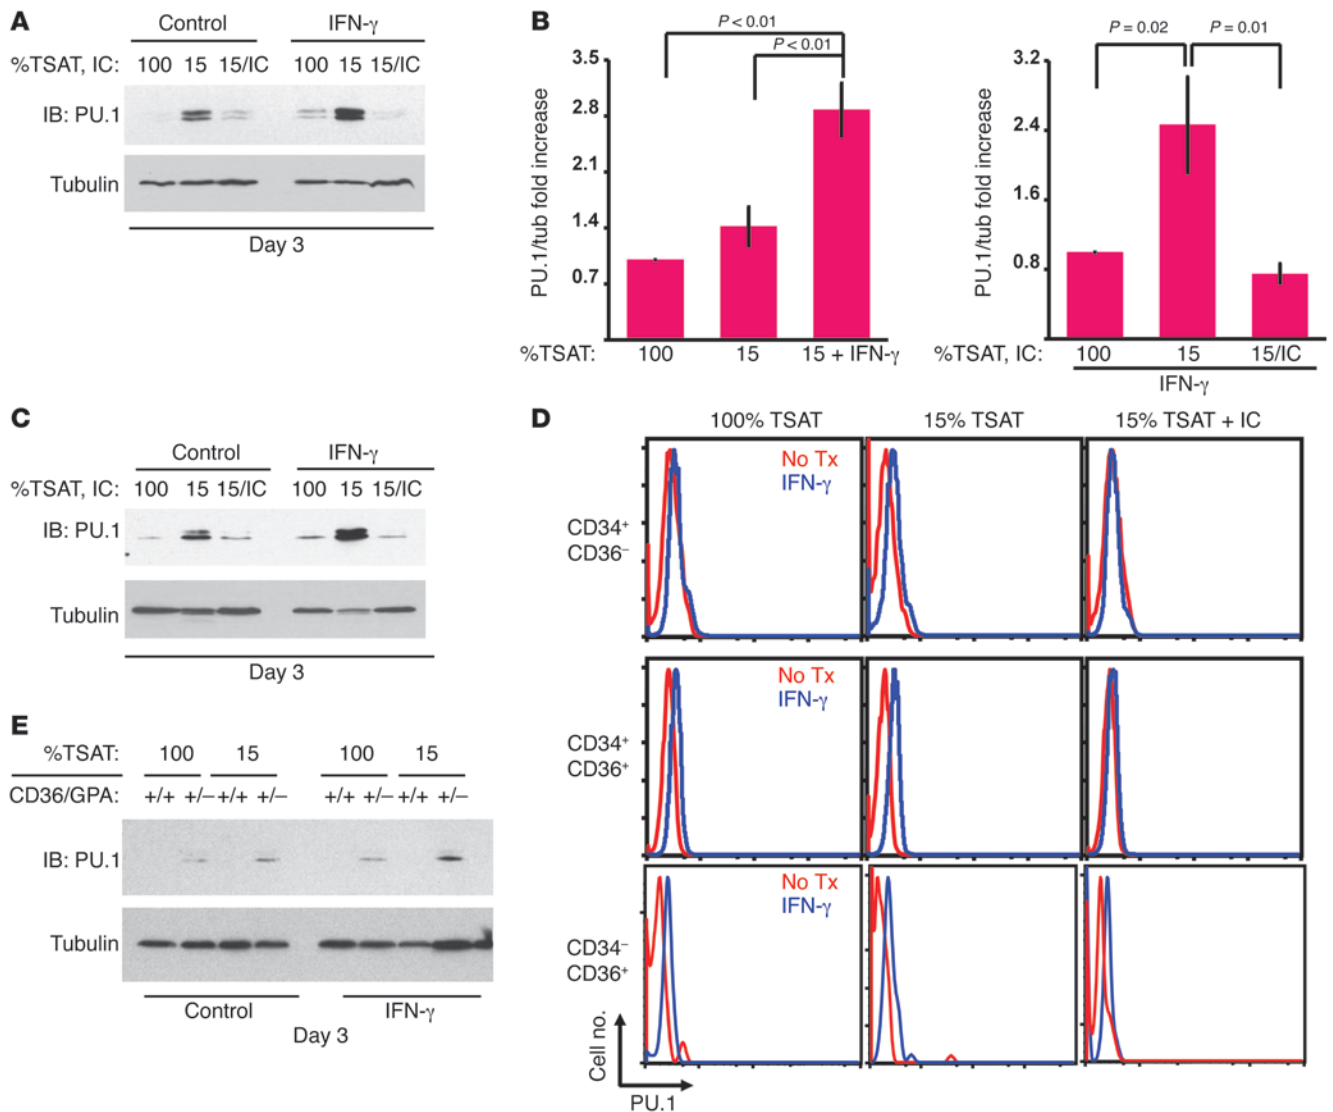 A
Control IFN-γ
%TSAT, IC: 100 15 15/IC 100 15 15/IC
IB: PU.1
Tubulin
Day 3
B
P < 0.01
P < 0.01
PU.1/tub fold increase
3.5
2.8
2.1
1.4
0.7
%TSAT: 100 15 15 + IFN-γ
P = 0.02 P = 0.01
PU.1/tub fold increase
3.2
2.4
1.6
0.8
%TSAT, IC: 100 15 15/IC
IFN-γ
C
Control IFN-γ
%TSAT, IC: 100 15 15/IC 100 15 15/IC
IB: PU.1
Tubulin
Day 3
D
100% TSAT 15% TSAT 15% TSAT + IC
No Tx
IFN-γ
CD34⁺
CD36⁻
No Tx
IFN-γ
CD34⁺
CD36⁺
No Tx
IFN-γ
CD34⁻
CD36⁺
Cell no.
PU.1
E
%TSAT: 100 15 100 15
CD36/GPA: +/+ +/− +/+ +/− +/+ +/− +/+ +/−
IB: PU.1
Tubulin
Control IFN-γ
Day 3